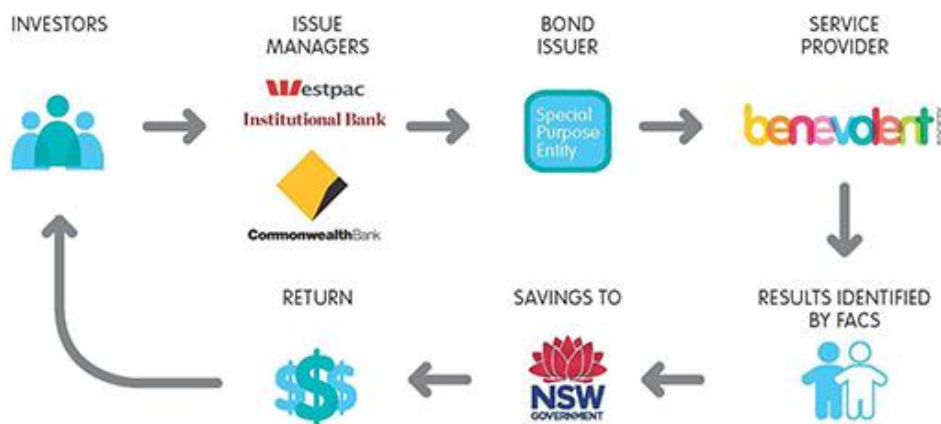 INVESTORS
ISSUE
MANAGERS
BOND
ISSUER
SERVICE
PROVIDER
Westpac
Institutional Bank
CommonwealthBank
Special
Purpose
Entity
benevolent
RETURN
SAVINGS TO
RESULTS IDENTIFIED
BY FACS
$$$
NSW
GOVERNMENT